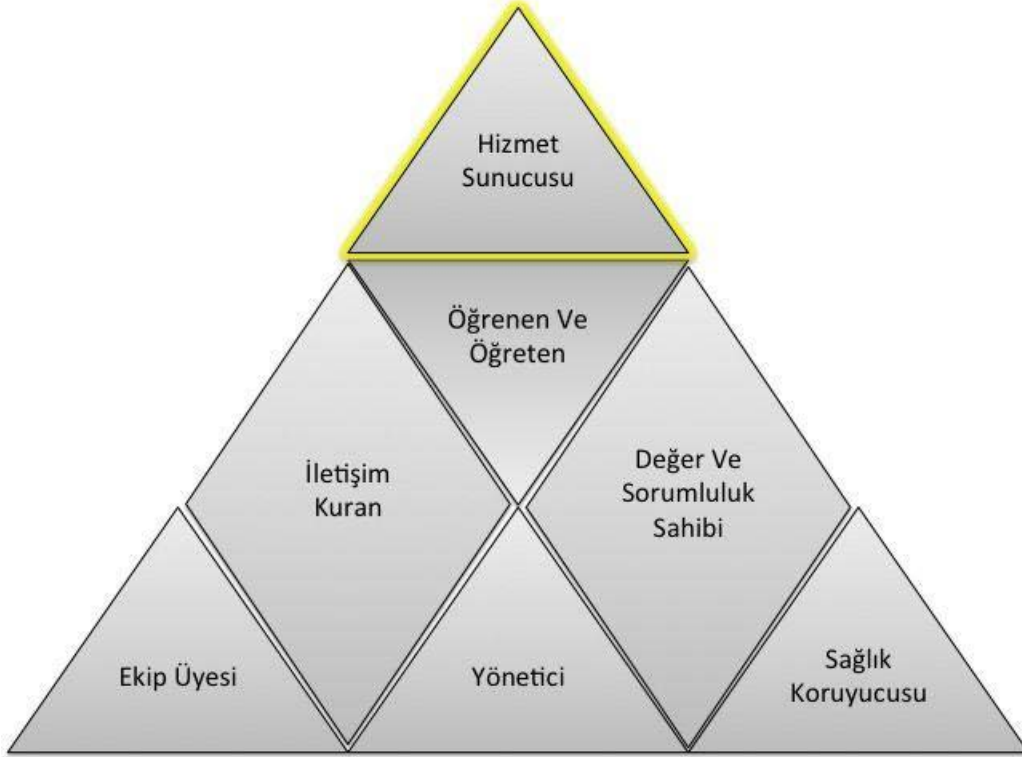 Hizmet
Sunucusu
Öğrenen Ve
Öğreten
İletişim
Kuran
Değer Ve
Sorumluluk
Sahibi
Ekip Üyesi
Yönetici
Sağlık
Koruyucusu